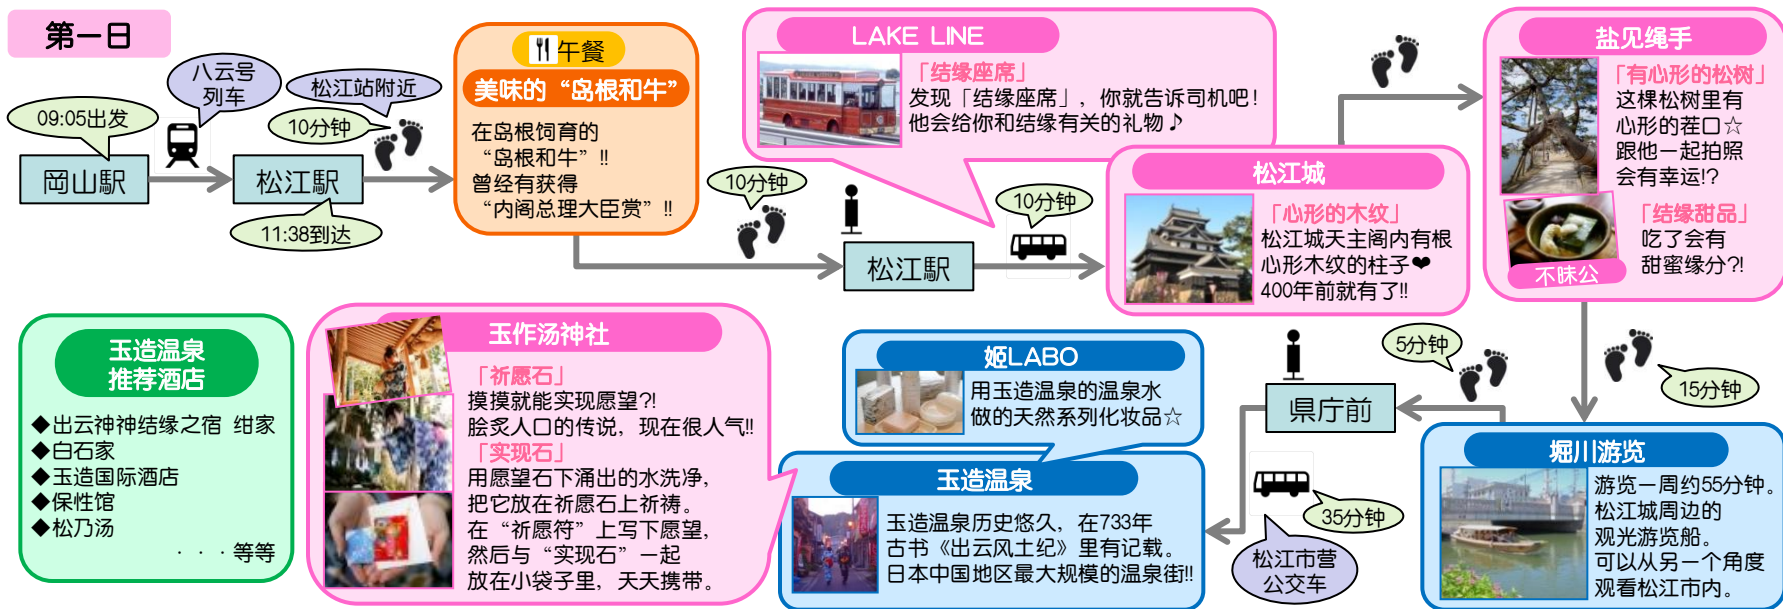 第一日
09:05出发
岡山駅
八云号
列车
松江駅
11:38到达
松江站附近
10分钟
午餐
美味的“岛根和牛”
在岛根饲育的
“岛根和牛”!!
曾经有获得
“内阁总理大臣赏”!!
10分钟
松江駅
LAKE LINE
「结缘座席」
发现「结缘座席」, 你就告诉司机吧!
他会给你和结缘有关的礼物♪
10分钟
松江城
「心形的木纹」
松江城天主阁内有根
心形木纹的柱子❤
400年前就有了!!
盐见绳手
「有心形的松树」
这棵松树里有
心形的茬口☆
跟他一起拍照
会有幸运!?
「结缘甜品」
吃了会有
甜蜜缘分?!
不昧公
15分钟
堀川游览
游览一周约55分钟。
松江城周边的
观光游览船。
可以从另一个角度
观看松江市内。
5分钟
県庁前
35分钟
松江市营
公交车
姬LABO
用玉造温泉的温泉水
做的天然系列化妆品☆
玉造温泉
玉造温泉历史悠久, 在733年
古书《出云风土纪》里有记载。
日本中国地区最大规模的温泉街!!
玉作汤神社
「祈愿石」
摸摸就能实现愿望?!
脍炙人口的传说, 现在很人气!!
「实现石」
用愿望石下涌出的水洗净,
把它放在祈愿石上祈祷。
在“祈愿符”上写下愿望,
然后与“实现石”一起
放在小袋子里, 天天携带。
玉造温泉
推荐酒店
◆出云神神结缘之宿 绀家
◆白石家
◆玉造国际酒店
◆保性馆
◆松乃汤
・・・等等